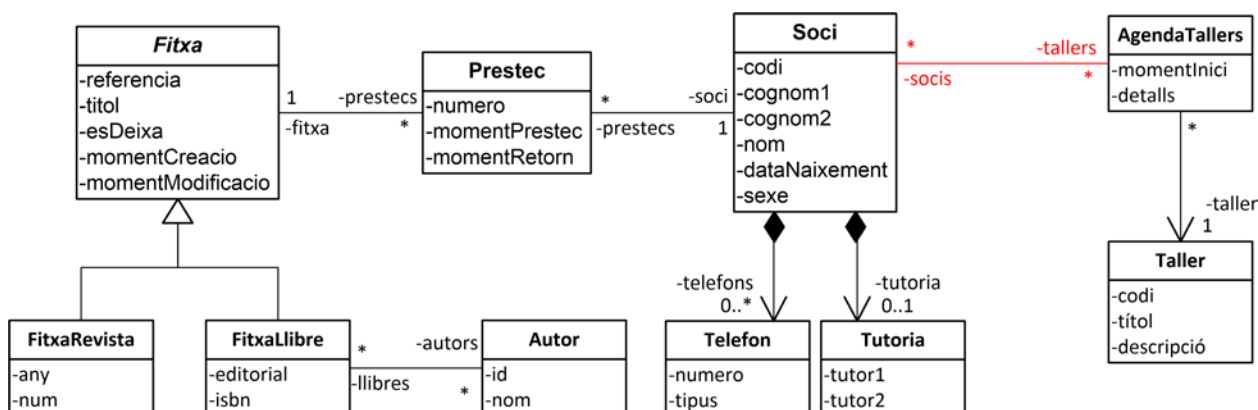 Fitxa
-referencia
-titol
-esDeixa
-momentCreacio
-momentModificacio
1
-prestecs
-fitxa
*
Prestec
-numero
-momentPrestec
-momentRetorn
*
-soci
-prestecs
1
Soci
-codi
-cognom1
-cognom2
-nom
-dataNaixement
-sexe
*
-tallers
-socis
*
AgendaTallers
-momentInici
-detalls
*
-taller
1
Taller
-codi
-títol
-descripció
-telefons
0..*
-tutoria
0..1
FitxaRevista
-any
-num
FitxaLlibre
-editorial
-isbn
*
-autors
-llibres
*
Autor
-id
-nom
Telefon
-numero
-tipus
Tutoria
-tutor1
-tutor2